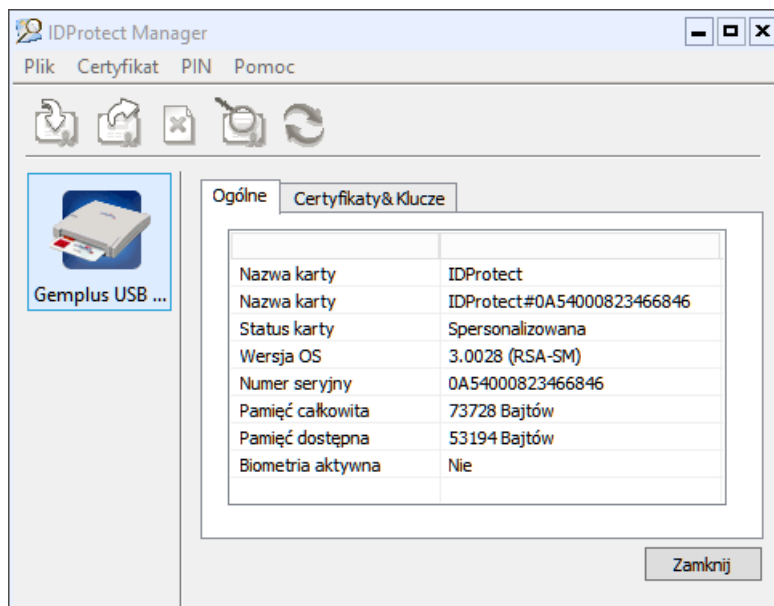 IDProtect Manager
Plik Certyfikat PIN Pomoc
Gemplus USB ...
Ogólne Certyfikaty& Klucze
Nazwa karty IDProtect
Nazwa karty IDProtect#0A54000823466846
Status karty Spersonalizowana
Wersja OS 3.0028 (RSA-SM)
Numer seryjny 0A54000823466846
Pamięć całkowita 73728 Bajtów
Pamięć dostępna 53194 Bajtów
Biometria aktywna Nie
Zamknij